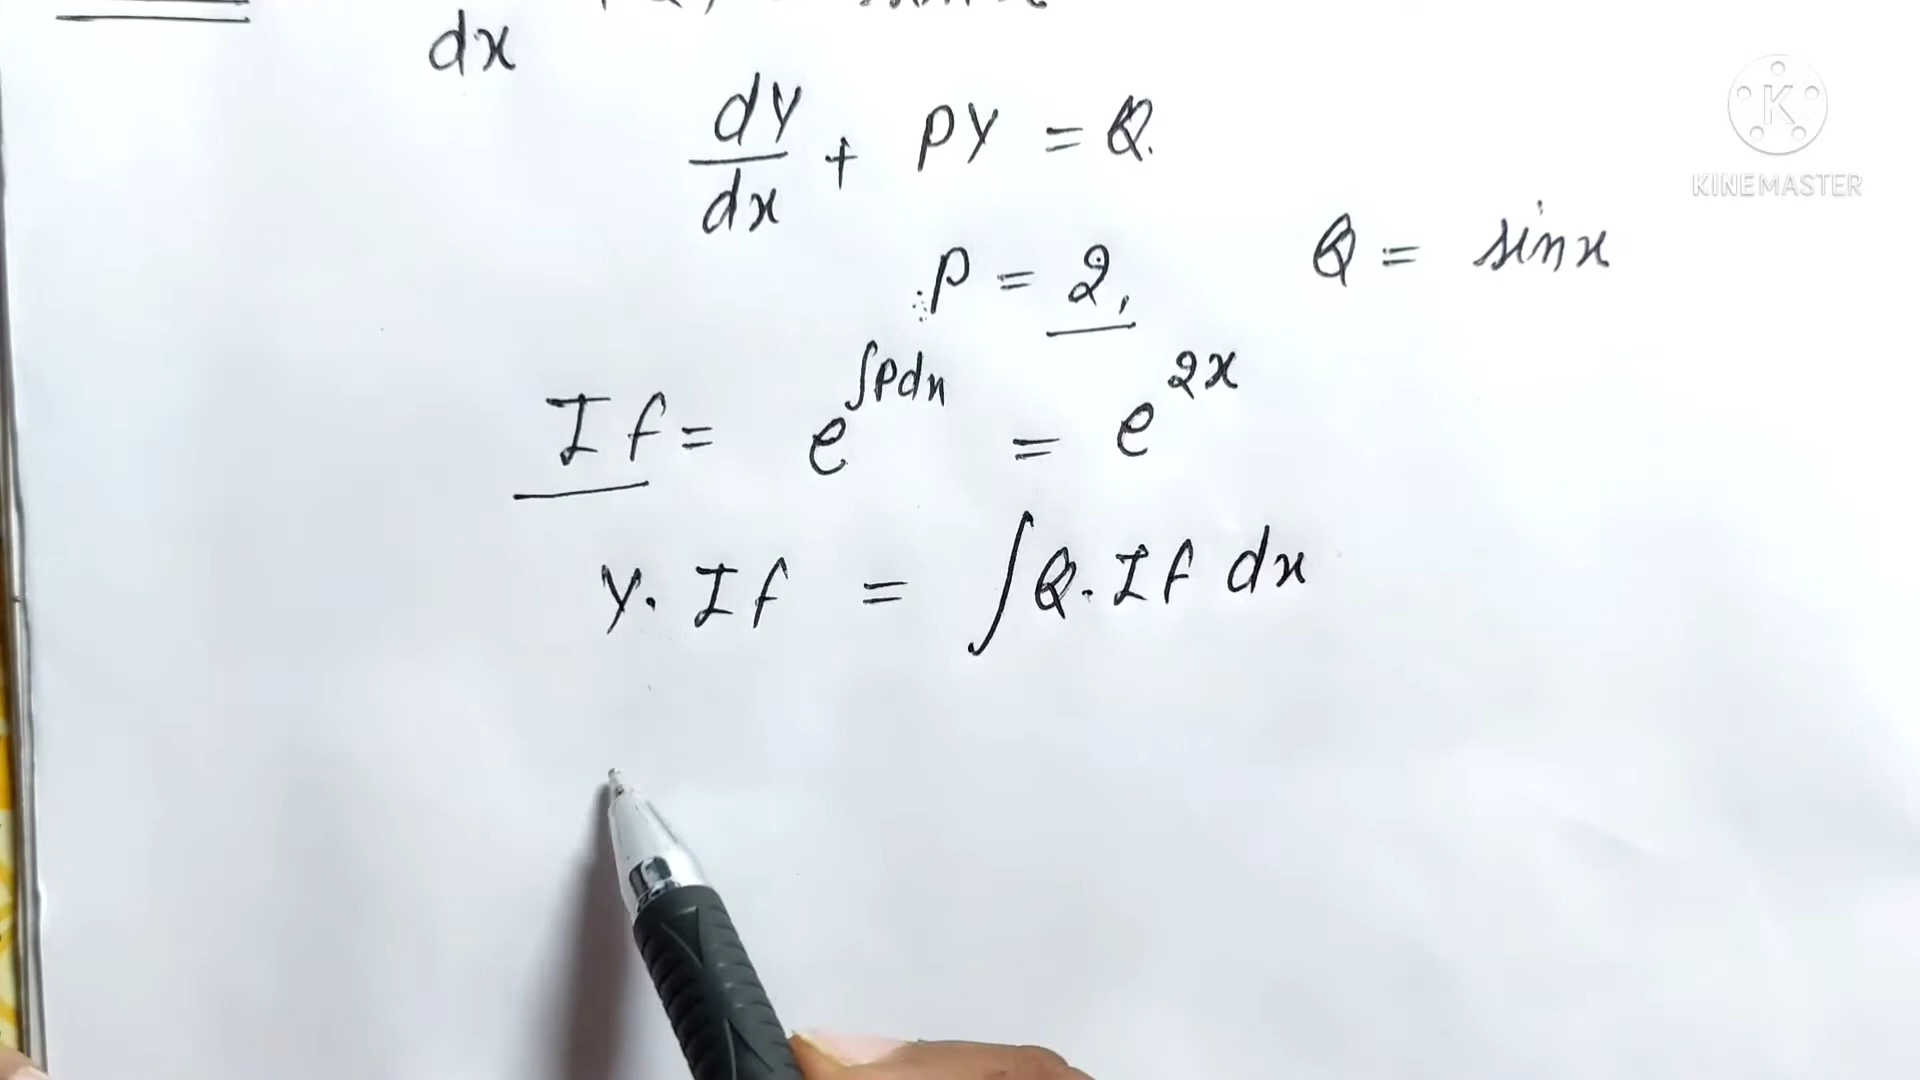 dx
dy/dx + Py = Q.
P = 2, Q = sinx
If = e^∫Pdx = e^2x
y. If = ∫Q. If dx
K
KINEMASTER